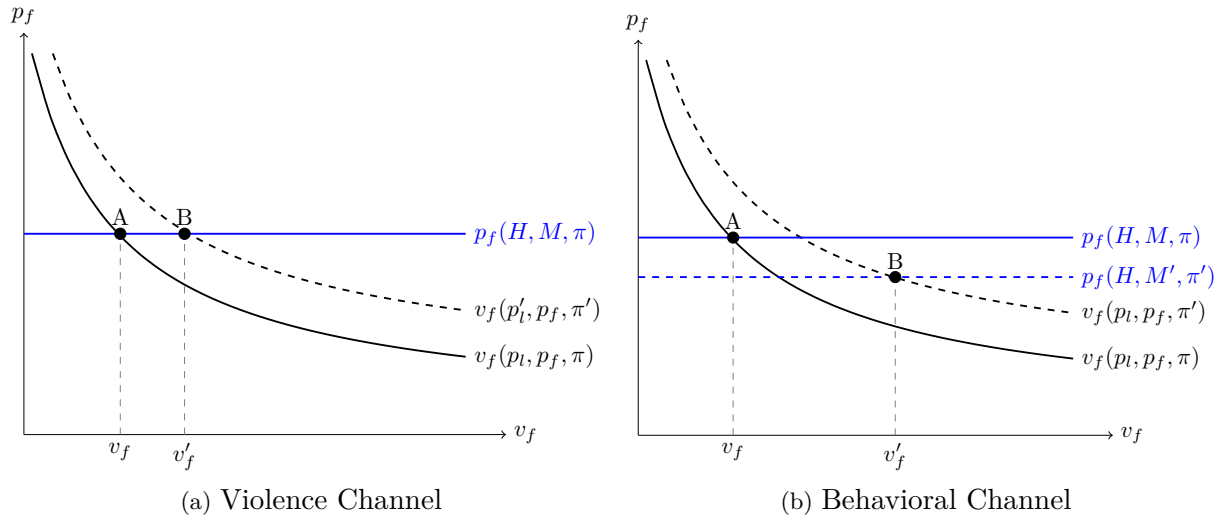 p_f
A
B
p_f(H, M, π)
v_f(p'_l, p_f, π')
v_f(p_l, p_f, π)
v_f
v_f
v'_f
(a) Violence Channel
p_f
A
B
p_f(H, M, π)
p_f(H, M', π')
v_f(p_l, p_f, π')
v_f(p_l, p_f, π)
v_f
v_f
v'_f
(b) Behavioral Channel